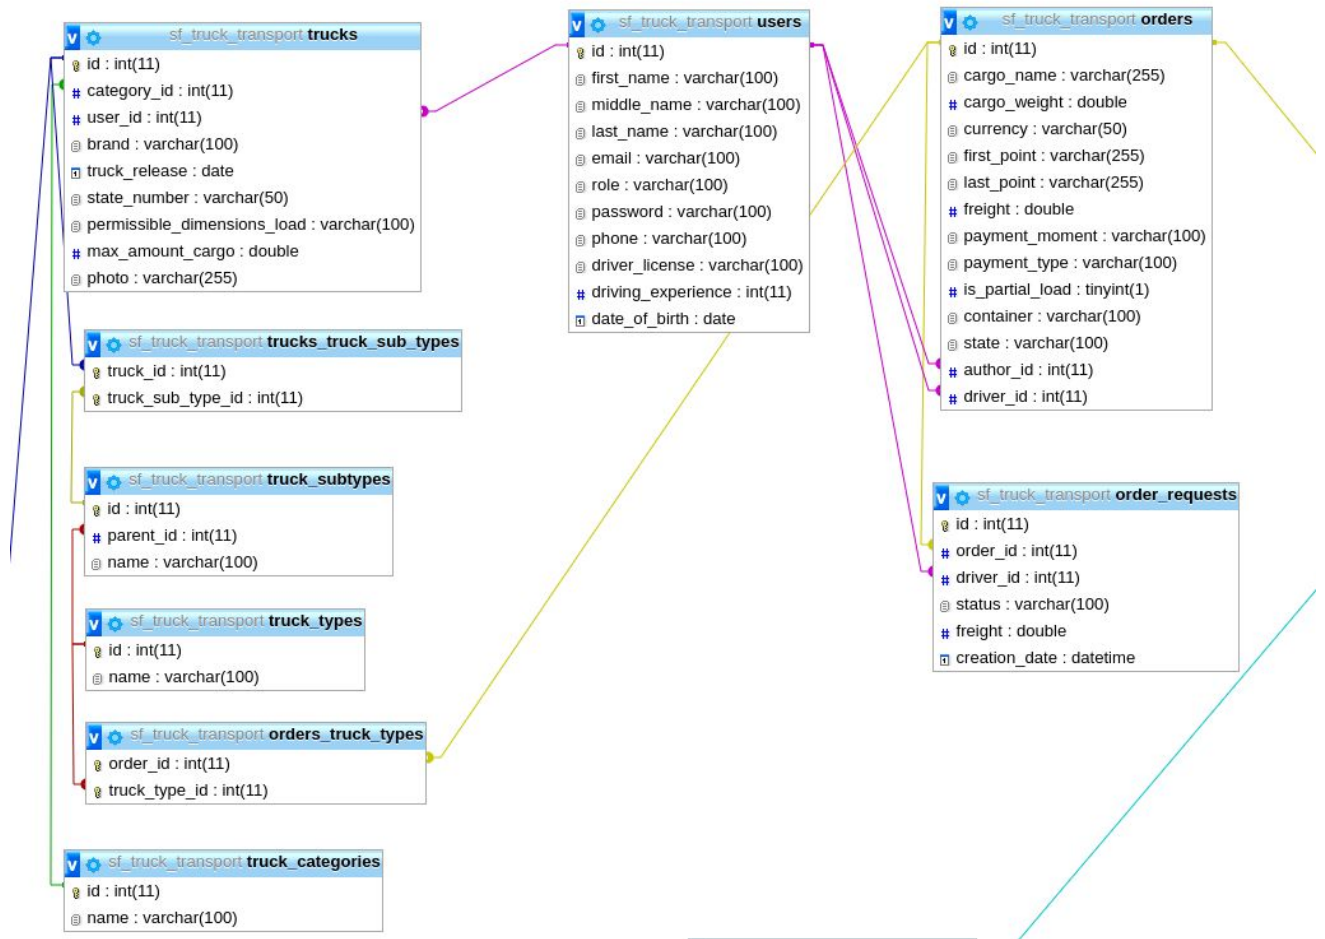 sf_truck_transport trucks
id : int(11)
category_id : int(11)
user_id : int(11)
brand : varchar(100)
truck_release : date
state_number : varchar(50)
permissible_dimensions_load : varchar(100)
max_amount_cargo : double
photo : varchar(255)
sf_truck_transport trucks_truck_sub_types
truck_id : int(11)
truck_sub_type_id : int(11)
sf_truck_transport truck_subtypes
id : int(11)
parent_id : int(11)
name : varchar(100)
sf_truck_transport truck_types
id : int(11)
name : varchar(100)
sf_truck_transport orders_truck_types
order_id : int(11)
truck_type_id : int(11)
sf_truck_transport truck_categories
id : int(11)
name : varchar(100)
sf_truck_transport users
id : int(11)
first_name : varchar(100)
middle_name : varchar(100)
last_name : varchar(100)
email : varchar(100)
role : varchar(100)
password : varchar(100)
phone : varchar(100)
driver_license : varchar(100)
driving_experience : int(11)
date_of_birth : date
sf_truck_transport orders
id : int(11)
cargo_name : varchar(255)
cargo_weight : double
currency : varchar(50)
first_point : varchar(255)
last_point : varchar(255)
freight : double
payment_moment : varchar(100)
payment_type : varchar(100)
is_partial_load : tinyint(1)
container : varchar(100)
state : varchar(100)
author_id : int(11)
driver_id : int(11)
sf_truck_transport order_requests
id : int(11)
order_id : int(11)
driver_id : int(11)
status : varchar(100)
freight : double
creation_date : datetime